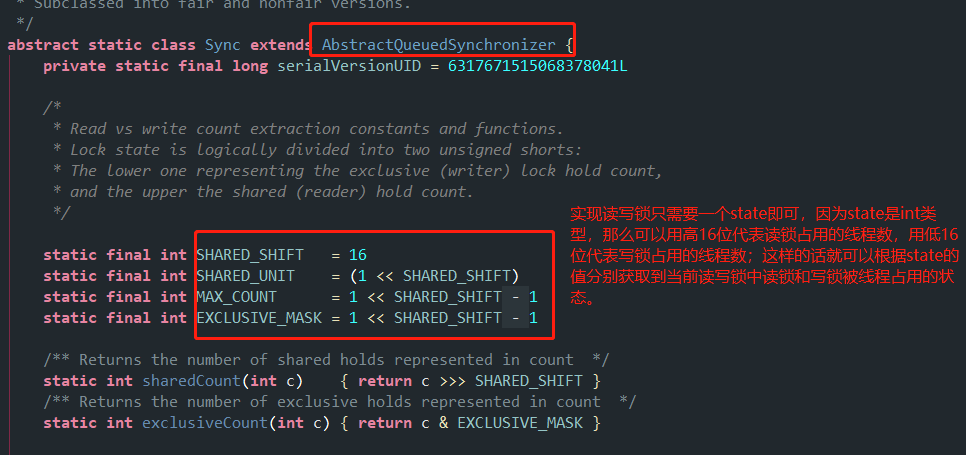 * Subclassed into fair and nonfair versions.
*/
abstract static class Sync extends AbstractQueuedSynchronizer {
private static final long serialVersionUID = 6317671515068378041L
/*
* Read vs write count extraction constants and functions.
* Lock state is logically divided into two unsigned shorts:
* The lower one representing the exclusive (writer) lock hold count,
* and the upper the shared (reader) hold count.
*/
实现读写锁只需要一个state即可，因为state是int类
型，那么可以用高16位代表读锁占用的线程数，用低16
位代表写锁占用的线程数；这样的话就可以根据state的
值分别获取到当前读写锁中读锁和写锁被线程占用的状
态。
static final int SHARED_SHIFT = 16
static final int SHARED_UNIT = (1 << SHARED_SHIFT)
static final int MAX_COUNT = 1 << SHARED_SHIFT - 1
static final int EXCLUSIVE_MASK = 1 << SHARED_SHIFT - 1
/** Returns the number of shared holds represented in count */
static int sharedCount(int c) { return c >>> SHARED_SHIFT }
/** Returns the number of exclusive holds represented in count */
static int exclusiveCount(int c) { return c & EXCLUSIVE_MASK }